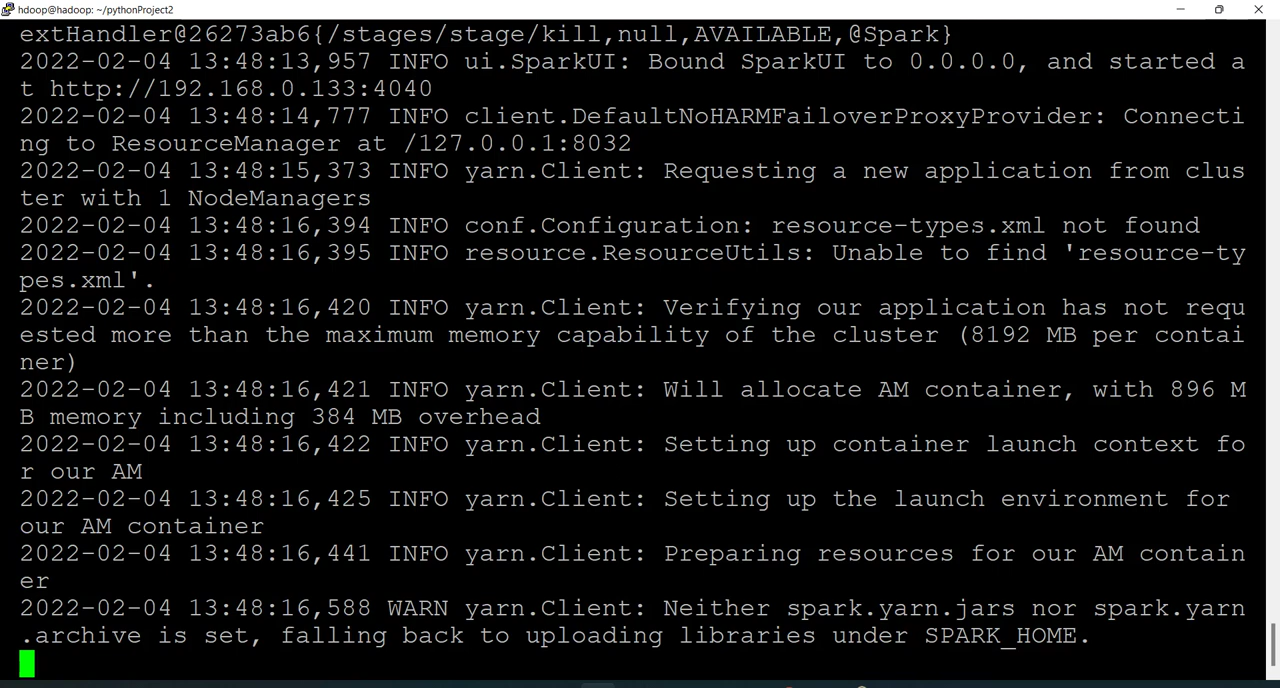 hdoop@hadoop: ~/pythonProject2
extHandler@26273ab6{/stages/stage/kill,null,AVAILABLE,@Spark}
2022-02-04 13:48:13,957 INFO ui.SparkUI: Bound SparkUI to 0.0.0.0, and started a
t http://192.168.0.133:4040
2022-02-04 13:48:14,777 INFO client.DefaultNoHARMFailoverProxyProvider: Connecti
ng to ResourceManager at /127.0.0.1:8032
2022-02-04 13:48:15,373 INFO yarn.Client: Requesting a new application from clus
ter with 1 NodeManagers
2022-02-04 13:48:16,394 INFO conf.Configuration: resource-types.xml not found
2022-02-04 13:48:16,395 INFO resource.ResourceUtils: Unable to find 'resource-ty
pes.xml'.
2022-02-04 13:48:16,420 INFO yarn.Client: Verifying our application has not requ
ested more than the maximum memory capability of the cluster (8192 MB per contai
ner)
2022-02-04 13:48:16,421 INFO yarn.Client: Will allocate AM container, with 896 M
B memory including 384 MB overhead
2022-02-04 13:48:16,422 INFO yarn.Client: Setting up container launch context fo
r our AM
2022-02-04 13:48:16,425 INFO yarn.Client: Setting up the launch environment for
our AM container
2022-02-04 13:48:16,441 INFO yarn.Client: Preparing resources for our AM contain
er
2022-02-04 13:48:16,588 WARN yarn.Client: Neither spark.yarn.jars nor spark.yarn
.archive is set, falling back to uploading libraries under SPARK_HOME.